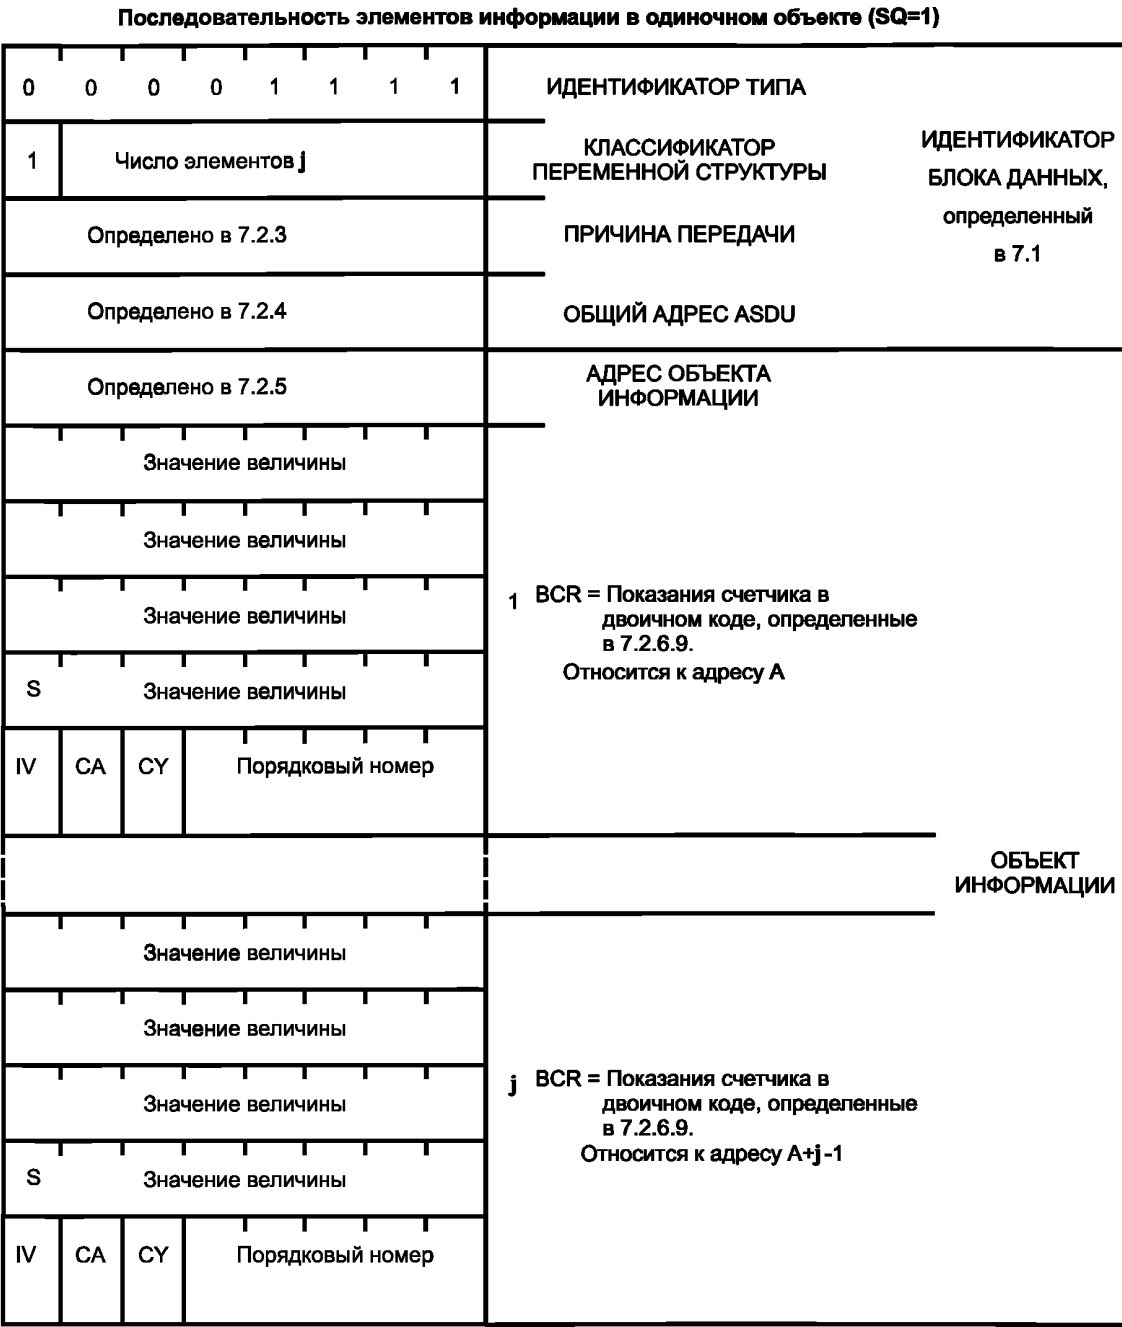 Последовательность элементов информации в одиночном объекте (SQ=1)
0 0 0 0 1 1 1 1
ИДЕНТИФИКАТОР ТИПА
1
Число элементов j
КЛАССИФИКАТОР
ПЕРЕМЕННОЙ СТРУКТУРЫ
ИДЕНТИФИКАТОР
БЛОКА ДАННЫХ,
определенный
в 7.1
Определено в 7.2.3
ПРИЧИНА ПЕРЕДАЧИ
Определено в 7.2.4
ОБЩИЙ АДРЕС ASDU
Определено в 7.2.5
АДРЕС ОБЪЕКТА
ИНФОРМАЦИИ
Значение величины
Значение величины
Значение величины
S Значение величины
IV CA CY Порядковый номер
1 BCR = Показания счетчика в
двоичном коде, определенные
в 7.2.6.9.
Относится к адресу A
ОБЪЕКТ
ИНФОРМАЦИИ
Значение величины
Значение величины
Значение величины
S Значение величины
IV CA CY Порядковый номер
j BCR = Показания счетчика в
двоичном коде, определенные
в 7.2.6.9.
Относится к адресу A+j-1